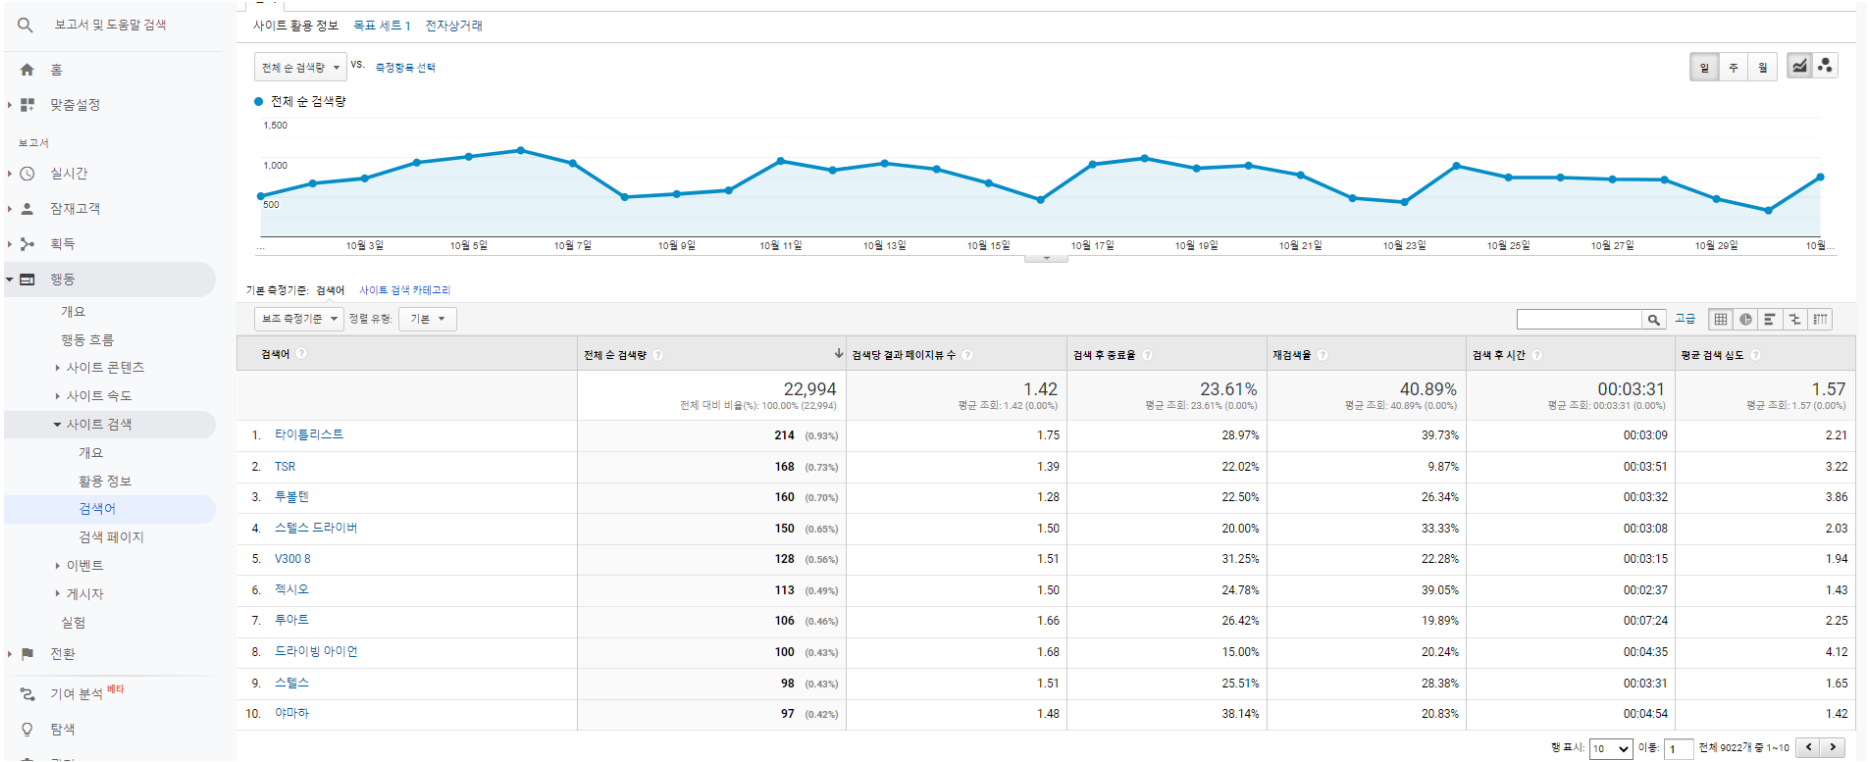 보고서 및 도움말 검색
홈
맞춤설정
보고서
실시간
잠재고객
획득
행동
개요
행동 흐름
사이트 콘텐츠
사이트 속도
사이트 검색
개요
활용 정보
검색어
검색 페이지
이벤트
게시자
실험
전환
기여 분석 베타
탐색
사이트 활용 정보 목표 세트 1 전자상거래
전체 순 검색량 VS. 측정항목 선택
일 주 월
전체 순 검색량
1,500
1,000
500
... 10월 3일 10월 5일 10월 7일 10월 9일 10월 11일 10월 13일 10월 15일 10월 17일 10월 19일 10월 21일 10월 23일 10월 25일 10월 27일 10월 29일 10월...
기본 측정기준: 검색어 사이트 검색 카테고리
보조 측정기준 정렬 유형: 기본 고급
검색어 전체 순 검색량 검색당 결과 페이지뷰 수 검색 후 종료율 재검색율 검색 후 시간 평균 검색 심도
22,994 1.42 23.61% 40.89% 00:03:31 1.57
전체 대비 비율(%): 100.00% (22,994) 평균 조회: 1.42 (0.00%) 평균 조회: 23.61% (0.00%) 평균 조회: 40.89% (0.00%) 평균 조회: 00:03:31 (0.00%) 평균 조회: 1.57 (0.00%)
1. 타이틀리스트 214 (0.93%) 1.75 28.97% 39.73% 00:03:09 2.21
2. TSR 168 (0.73%) 1.39 22.02% 9.87% 00:03:51 3.22
3. 투볼텐 160 (0.70%) 1.28 22.50% 26.34% 00:03:32 3.86
4. 스텔스 드라이버 150 (0.65%) 1.50 20.00% 33.33% 00:03:08 2.03
5. V300 8 128 (0.56%) 1.51 31.25% 22.28% 00:03:15 1.94
6. 젝시오 113 (0.49%) 1.50 24.78% 39.05% 00:02:37 1.43
7. 투아트 106 (0.46%) 1.66 26.42% 19.89% 00:07:24 2.25
8. 드라이빙 아이언 100 (0.43%) 1.68 15.00% 20.24% 00:04:35 4.12
9. 스텔스 98 (0.43%) 1.51 25.51% 28.38% 00:03:31 1.65
10. 야마하 97 (0.42%) 1.48 38.14% 20.83% 00:04:54 1.42
행 표시: 10 이동: 1 전체 9022개 중 1~10